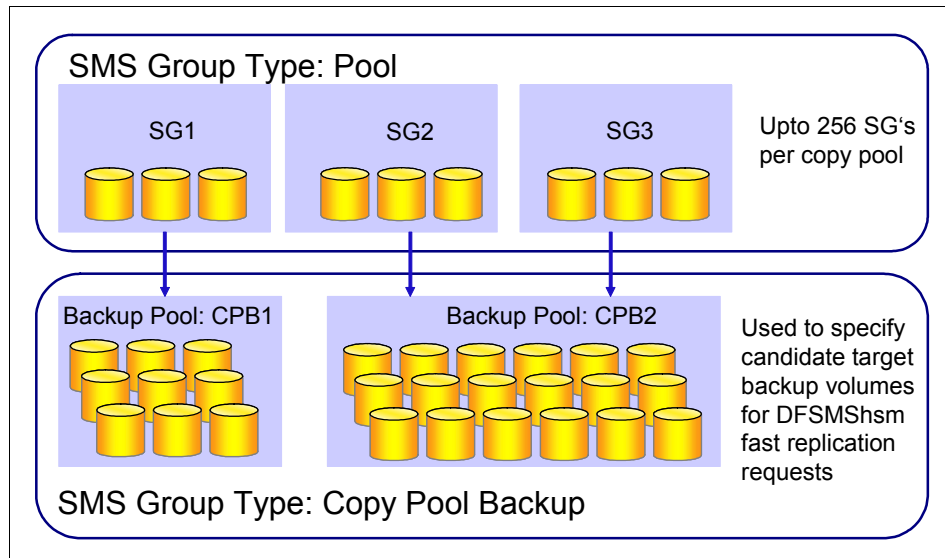 SMS Group Type: Pool
SG1
SG2
SG3
Upto 256 SG‘s
per copy pool
Backup Pool: CPB1
Backup Pool: CPB2
Used to specify
candidate target
backup volumes
for DFSMShsm
fast replication
requests
SMS Group Type: Copy Pool Backup